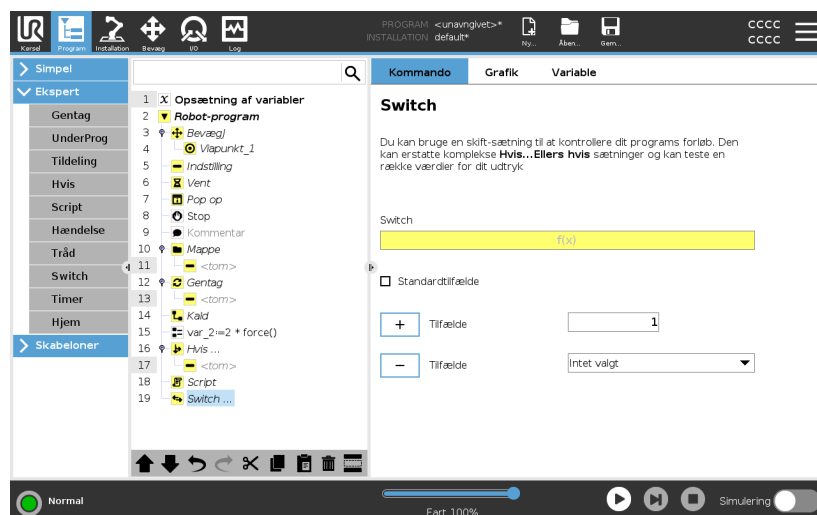 PROGRAM <unavngivet>*
INSTALLATION default*
Kørsel
Program
Installation
Bevæg
I/O
Log
Ny...
Åben...
Gem...
CCCC
CCCC
Simpel
Ekspert
Gentag
UnderProg
Tildeling
Hvis
Script
Hændelse
Tråd
Switch
Timer
Hjem
Skabeloner
1 X Opsætning af variabler
2 Robot-program
3 BevægJ
4 Viapunkt_1
5 Indstilling
6 Vent
7 Pop op
8 Stop
9 Kommentar
10 Mappe
11 <tom>
12 Gentag
13 <tom>
14 Kald
15 var_2:=2 * force()
16 Hvis ...
17 <tom>
18 Script
19 Switch ...
Kommando Grafik Variable
Switch
Du kan bruge en skift-sætning til at kontrollere dit programs forløb. Den
kan erstatte komplekse Hvis...Ellers hvis sætninger og kan teste en
række værdier for dit udtryk
Switch
f(x)
Standardtilfælde
+ Tilfælde 1
− Tilfælde Intet valgt
Normal
Fart 100%
Simulering